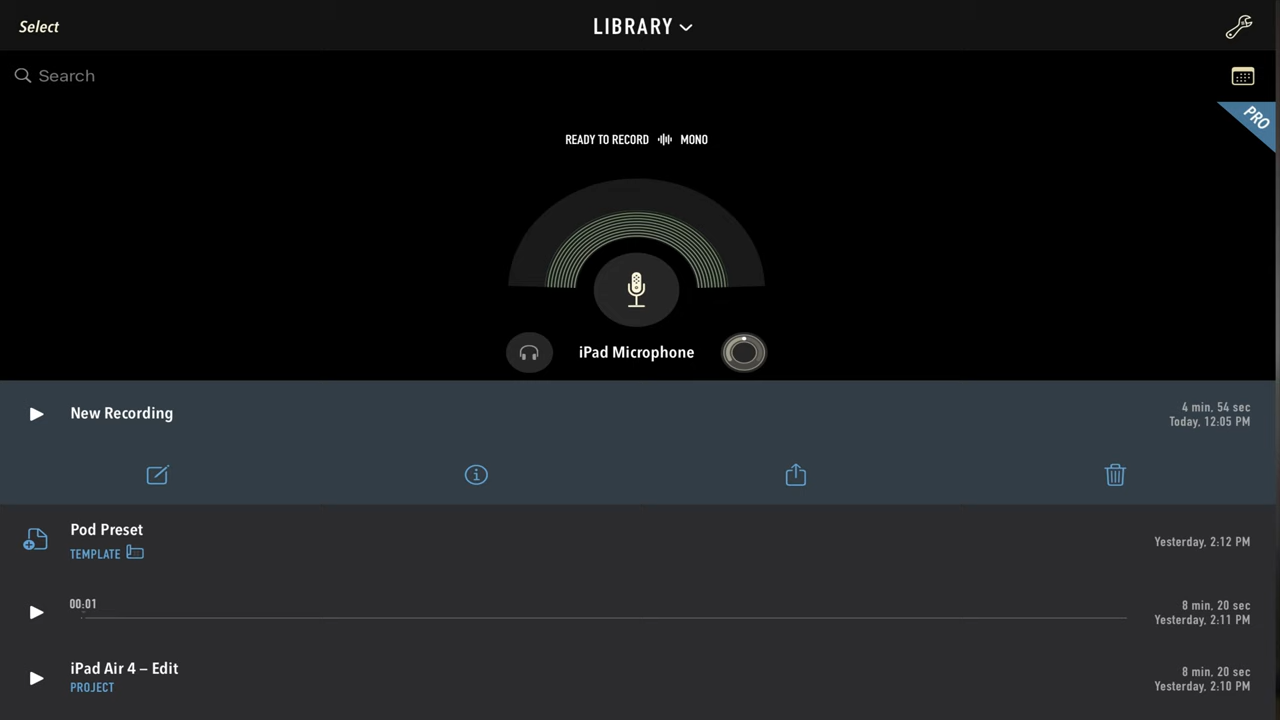 Select
LIBRARY
Search
PRO
READY TO RECORD MONO
iPad Microphone
New Recording
4 min, 54 sec
Today, 12:05 PM
Pod Preset
TEMPLATE
Yesterday, 2:12 PM
00:01
8 min, 20 sec
Yesterday, 2:11 PM
iPad Air 4 – Edit
PROJECT
8 min, 20 sec
Yesterday, 2:10 PM